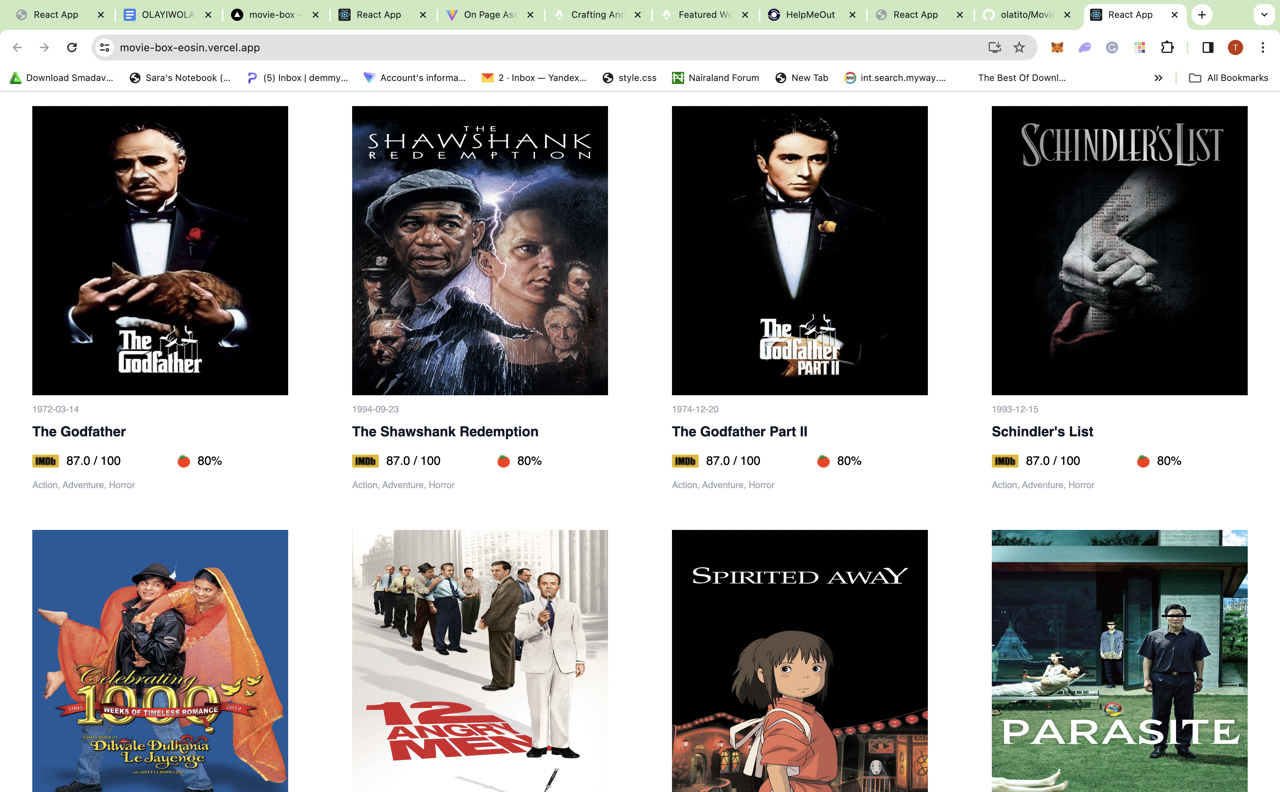 React App
OLAYIWOLA
movie-box -
React App
On Page As
Crafting And
Featured Wo
HelpMeOut
React App
olatito/Movie
React App
movie-box-eosin.vercel.app
T
Download Smadav...
Sara's Notebook (...
(5) Inbox | demmy...
Account's informa...
2 · Inbox — Yandex...
style.css
Nairaland Forum
New Tab
int.search.myway....
The Best Of Downl...
All Bookmarks
The
Godfather
THE
SHAWSHANK
REDEMPTION
The
Godfather
PART II
SCHINDLER'S LIST
1972-03-14
1994-09-23
1974-12-20
1993-12-15
The Godfather
The Shawshank Redemption
The Godfather Part II
Schindler's List
IMDb 87.0 / 100 80%
IMDb 87.0 / 100 80%
IMDb 87.0 / 100 80%
IMDb 87.0 / 100 80%
Action, Adventure, Horror
Action, Adventure, Horror
Action, Adventure, Horror
Action, Adventure, Horror
Celebrating
1000
1995 WEEKS OF TIMELESS ROMANCE 2014
Dilwale Dulhania
Le Jayenge
12
ANGRY
MEN
SPIRITED AWAY
PARASITE